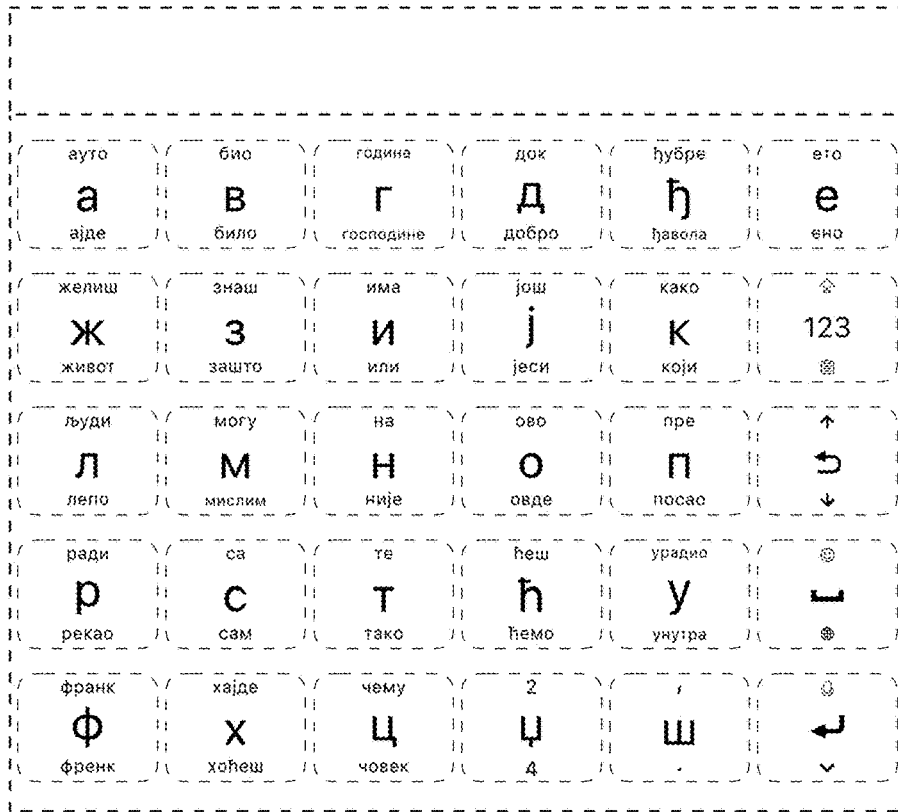 ауто био година док ђубре ето
а в г д ђ е
ајде било господине добро ђавола ено
желиш знаш има још како
ж з и ј к 123
живот зашто или јеси који
људи могу на ово пре ↑
л м н о п
лепо мислим није овде посао ↓
ради са те ћеш урадио
р с т ћ у
рекао сам тако ћемо унутра
франк хајде чему 2 ,
ф х ц џ ш
френк хоћеш човек 4 .